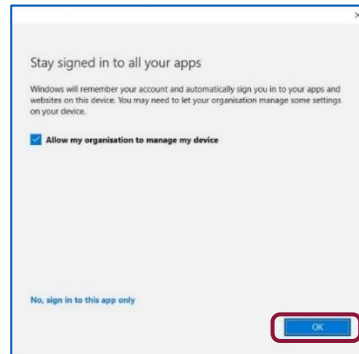 Stay signed in to all your apps
Windows will remember your account and automatically sign you in to your apps and
websites on this device. You may need to let your organisation manage some settings
on your device.
Allow my organisation to manage my device
No, sign in to this app only
OK